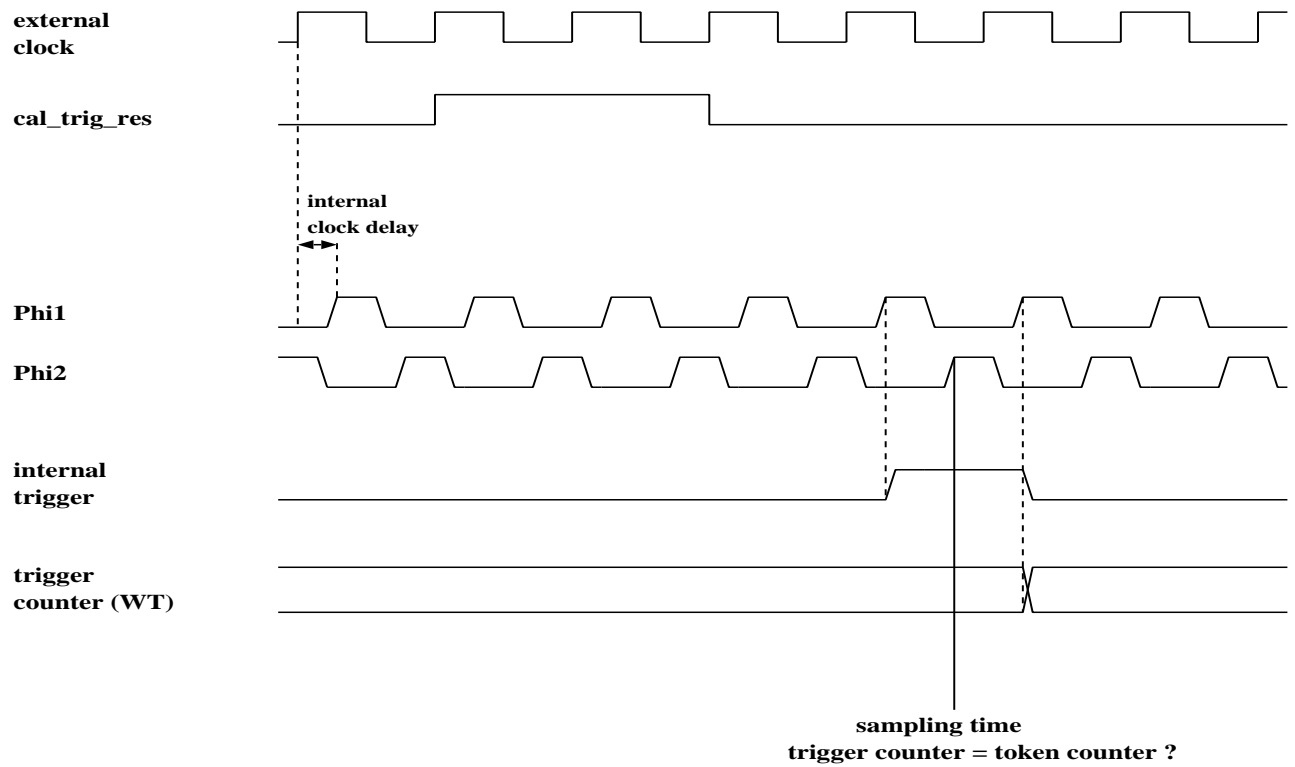 external
clock
cal_trig_res
internal
clock delay
Phi1
Phi2
internal
trigger
trigger
counter (WT)
sampling time
trigger counter = token counter ?